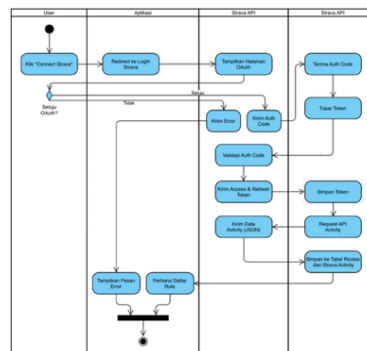 User
Aplikasi
Strava API
Strava API
Klik "Connect Strava"
Redirect ke Login
Strava
Tampilkan Halaman
OAuth
Terima Auth Code
Setuju
Tidak
Setuju
OAuth?
Kirim Error
Kirim Auth
Code
Tukar Token
Validasi Auth Code
Kirim Access & Refresh
Token
Simpan Token
Kirim Data
Activity (JSON)
Request API
Activity
Simpan ke Tabel Routes
dan Strava Activity
Tampilkan Pesan
Error
Perbarui Daftar
Rute